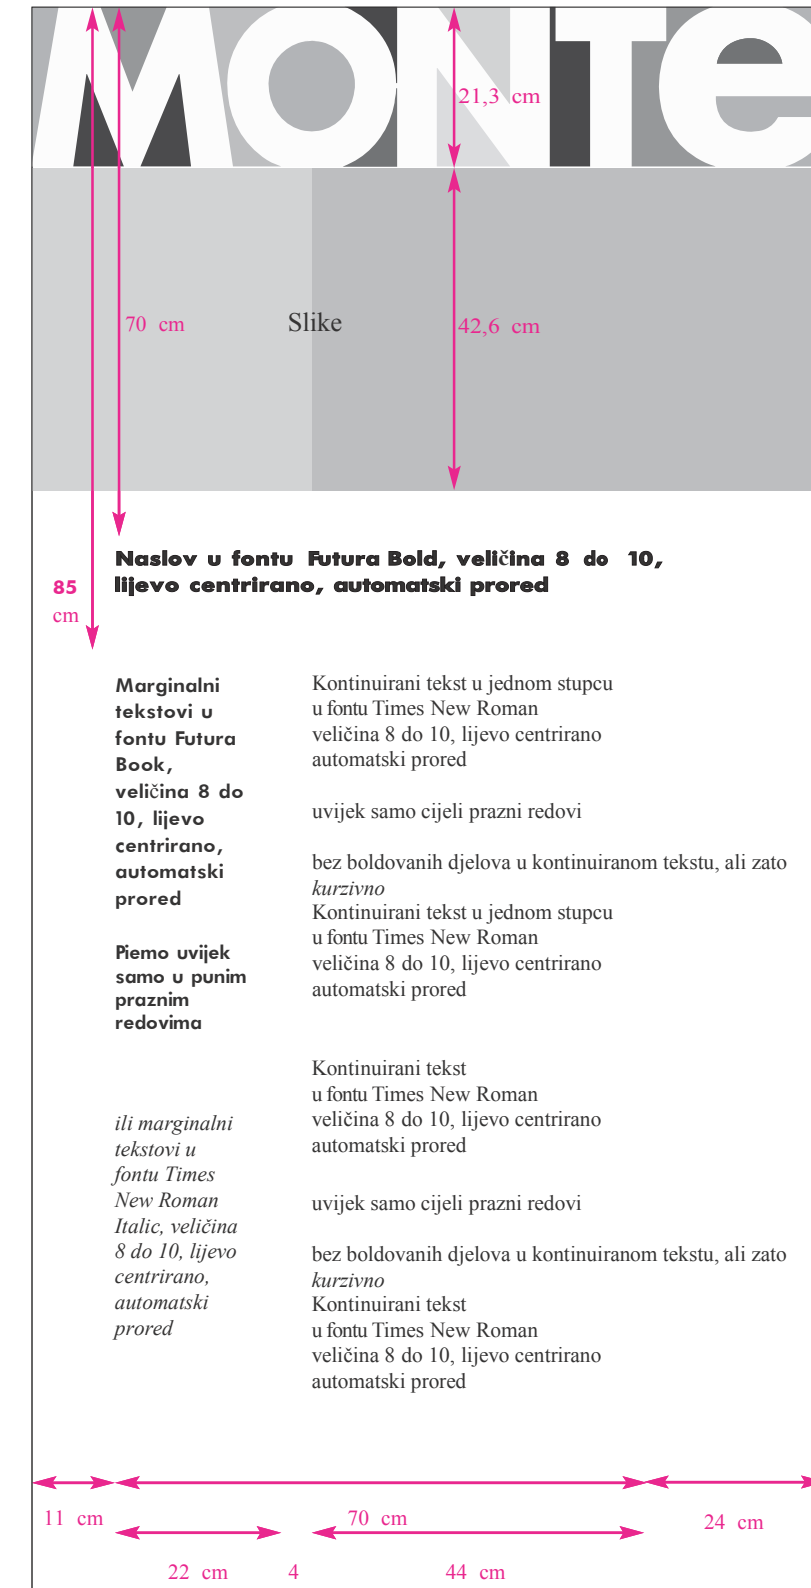 MONTe
21,3 cm
70 cm
Slike
42,6 cm
Naslov u fontu Futura Bold, veličina 8 do 10,
lijevo centrirano, automatski prored
85
cm
Marginalni
tekstovi u
fontu Futura
Book,
veličina 8 do
10, lijevo
centrirano,
automatski
prored
Piemo uvijek
samo u punim
praznim
redovima
ili marginalni
tekstovi u
fontu Times
New Roman
Italic, veličina
8 do 10, lijevo
centrirano,
automatski
prored
Kontinuirani tekst u jednom stupcu
u fontu Times New Roman
veličina 8 do 10, lijevo centrirano
automatski prored
uvijek samo cijeli prazni redovi
bez boldovanih djelova u kontinuiranom tekstu, ali zato
kurzivno
Kontinuirani tekst u jednom stupcu
u fontu Times New Roman
veličina 8 do 10, lijevo centrirano
automatski prored
Kontinuirani tekst
u fontu Times New Roman
veličina 8 do 10, lijevo centrirano
automatski prored
uvijek samo cijeli prazni redovi
bez boldovanih djelova u kontinuiranom tekstu, ali zato
kurzivno
Kontinuirani tekst
u fontu Times New Roman
veličina 8 do 10, lijevo centrirano
automatski prored
11 cm
70 cm
24 cm
22 cm
4
44 cm